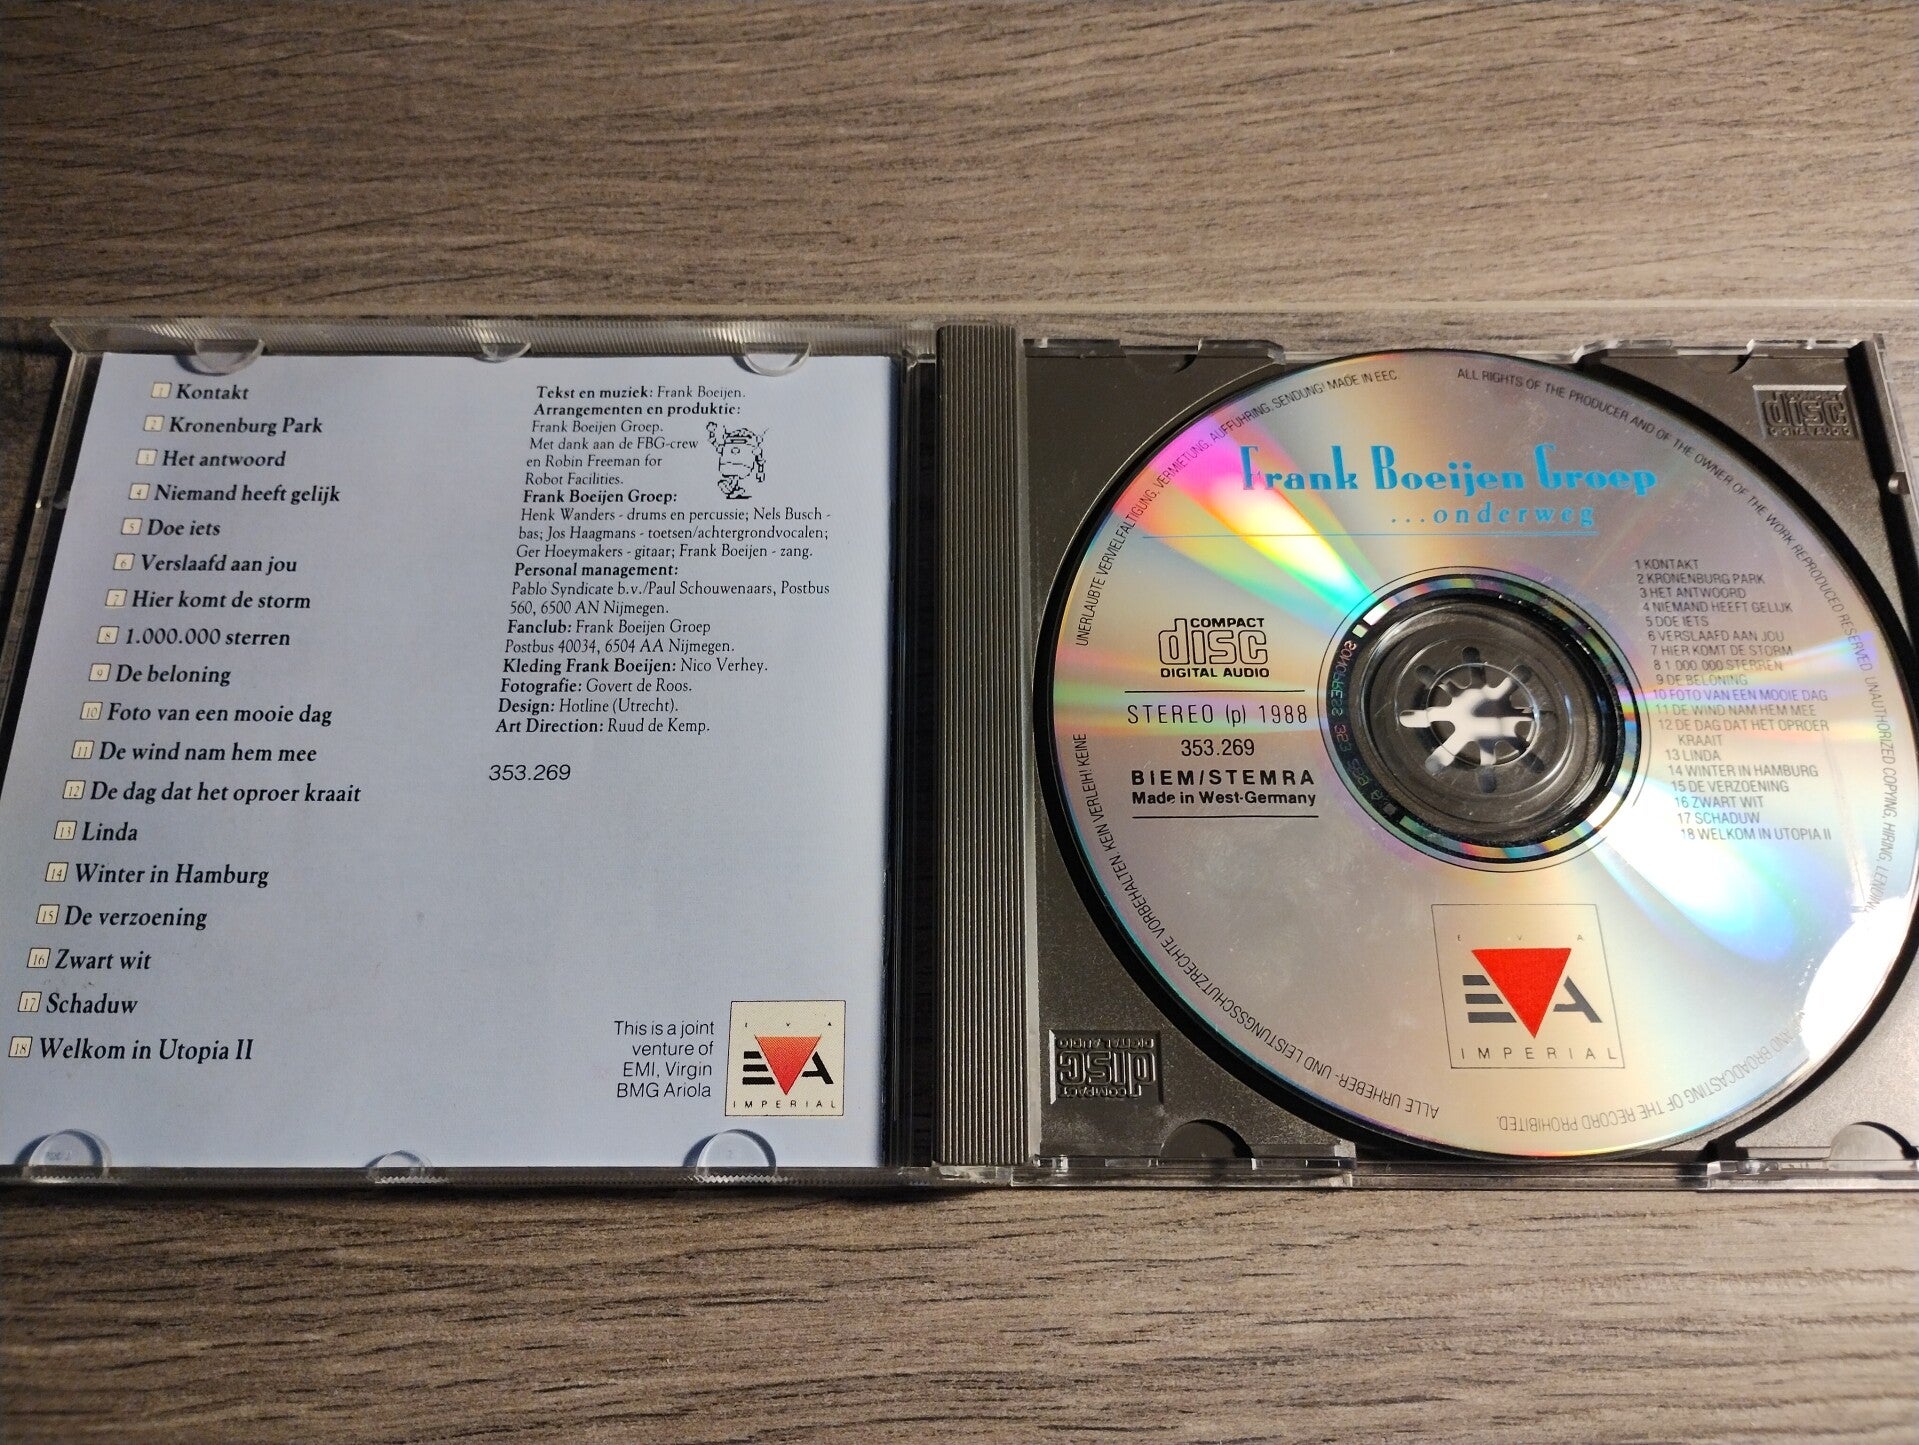 1 Kontakt
2 Kronenburg Park
3 Het antwoord
4 Niemand heeft gelijk
5 Doe iets
6 Verslaafd aan jou
7 Hier komt de storm
8 1.000.000 sterren
9 De beloning
10 Foto van een mooie dag
11 De wind nam hem mee
12 De dag dat het oproer kraait
13 Linda
14 Winter in Hamburg
15 De verzoening
16 Zwart wit
17 Schaduw
18 Welkom in Utopia II
Tekst en muziek: Frank Boeijen.
Arrangementen en produktie:
Frank Boeijen Groep.
Met dank aan de FBG-crew
en Robin Freeman for
Robot Facilities.
Frank Boeijen Groep:
Henk Wanders - drums en percussie; Nels Busch -
bas; Jos Haagmans - toetsen/achtergrondvocalen;
Ger Hoeymakers - gitaar; Frank Boeijen - zang.
Personal management:
Pablo Syndicate b.v./Paul Schouwenaars, Postbus
560, 6500 AN Nijmegen.
Fanclub: Frank Boeijen Groep
Postbus 40034, 6504 AA Nijmegen.
Kleding Frank Boeijen: Nico Verhey.
Fotografie: Govert de Roos.
Design: Hotline (Utrecht).
Art Direction: Ruud de Kemp.
353.269
This is a joint
venture of
EMI, Virgin
BMG Ariola
E V A
EVA
IMPERIAL
Frank Boeijen Groep
...onderweg
COMPACT
disc
DIGITAL AUDIO
STEREO (p) 1988
353.269
BIEM/STEMRA
Made in West-Germany
1 KONTAKT
2 KRONENBURG PARK
3 HET ANTWOORD
4 NIEMAND HEEFT GELIJK
5 DOE IETS
6 VERSLAAFD AAN JOU
7 HIER KOMT DE STORM
8 1 000 000 STERREN
9 DE BELONING
10 FOTO VAN EEN MOOIE DAG
11 DE WIND NAM HEM MEE
12 DE DAG DAT HET OPROER
KRAAIT
13 LINDA
14 WINTER IN HAMBURG
15 DE VERZOENING
16 ZWART WIT
17 SCHADUW
18 WELKOM IN UTOPIA II
E V A
EVA
IMPERIAL
ALL RIGHTS OF THE PRODUCER AND OF THE OWNER OF THE WORK REPRODUCED RESERVED UNAUTHORIZED COPYING, HIRING, LENDING, AND BROADCASTING OF THE RECORD PROHIBITED.
ALLE URHEBER- UND LEISTUNGSSCHUTZRECHTE VORBEHALTEN. KEIN VERLEIH! KEINE UNERLAUBTE VERVIELFÄLTIGUNG, VERMIETUNG, AUFFÜHRUNG, SENDUNG! MADE IN EEC.
SONOPRESS
disc
DIGITAL AUDIO
COMPACT
disc
DIGITAL AUDIO